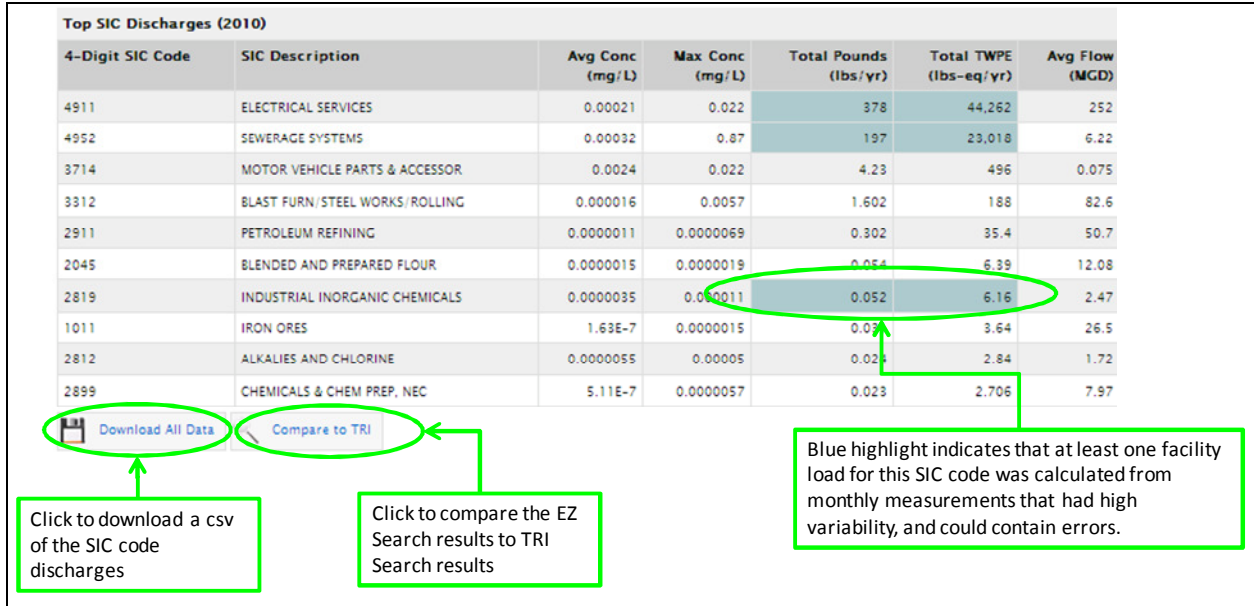 Top SIC Discharges (2010)
4-Digit SIC Code SIC Description Avg Conc (mg/L) Max Conc (mg/L) Total Pounds (lbs/yr) Total TWPE (lbs-eq/yr) Avg Flow (MGD)
4911 ELECTRICAL SERVICES 0.00021 0.022 378 44,262 252
4952 SEWERAGE SYSTEMS 0.00032 0.87 197 23,018 6.22
3714 MOTOR VEHICLE PARTS & ACCESSOR 0.0024 0.022 4.23 496 0.075
3312 BLAST FURN/STEEL WORKS/ROLLING 0.000016 0.0057 1.602 188 82.6
2911 PETROLEUM REFINING 0.0000011 0.0000069 0.302 35.4 50.7
2045 BLENDED AND PREPARED FLOUR 0.0000015 0.0000019 0.054 6.39 12.08
2819 INDUSTRIAL INORGANIC CHEMICALS 0.0000035 0.000011 0.052 6.16 2.47
1011 IRON ORES 1.63E-7 0.0000015 3.64 26.5
2812 ALKALIES AND CHLORINE 0.0000055 0.00005 0.024 2.84 1.72
2899 CHEMICALS & CHEM PREP, NEC 5.11E-7 0.0000057 0.023 2.706 7.97
Download All Data Compare to TRI
Click to download a csv
of the SIC code
discharges
Click to compare the EZ
Search results to TRI
Search results
Blue highlight indicates that at least one facility
load for this SIC code was calculated from
monthly measurements that had high
variability, and could contain errors.